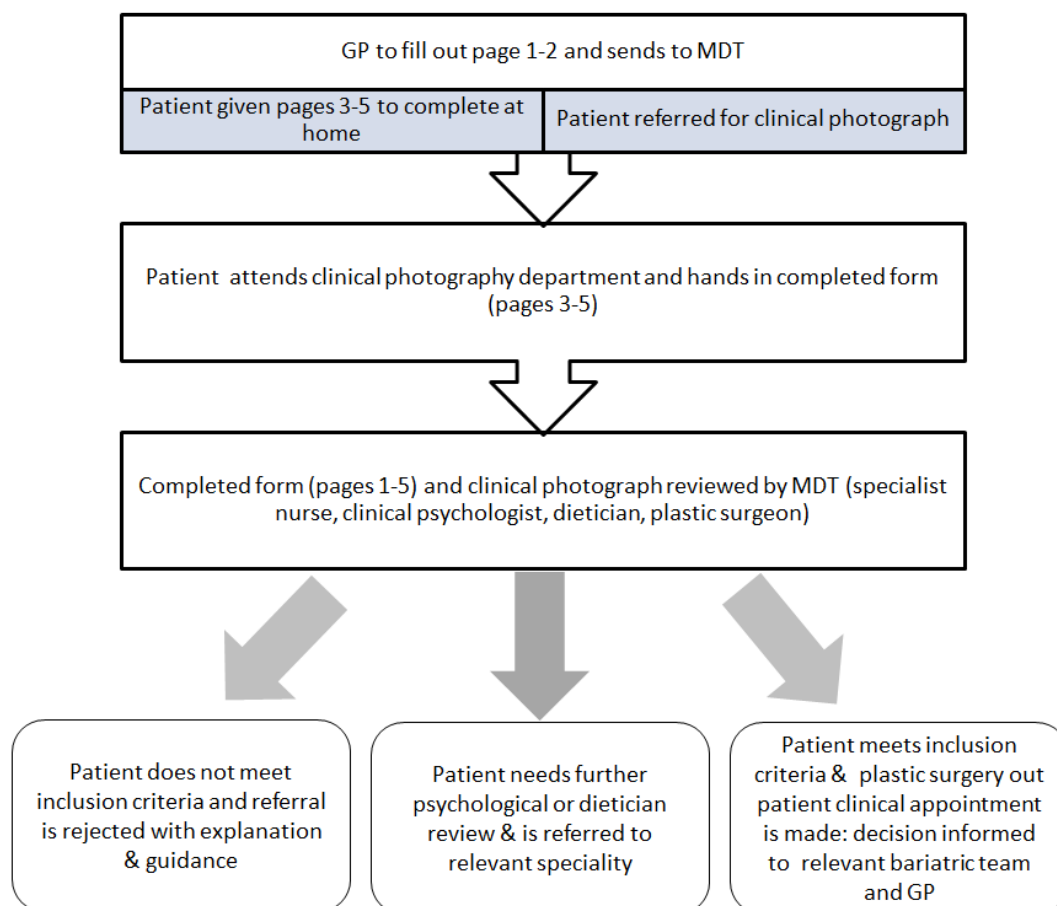 GP to fill out page 1-2 and sends to MDT
Patient given pages 3-5 to complete at
home
Patient referred for clinical photograph
Patient attends clinical photography department and hands in completed form
(pages 3-5)
Completed form (pages 1-5) and clinical photograph reviewed by MDT (specialist
nurse, clinical psychologist, dietician, plastic surgeon)
Patient does not meet
inclusion criteria and referral
is rejected with explanation
& guidance
Patient needs further
psychological or dietician
review & is referred to
relevant speciality
Patient meets inclusion
criteria & plastic surgery out
patient clinical appointment
is made: decision informed
to relevant bariatric team
and GP